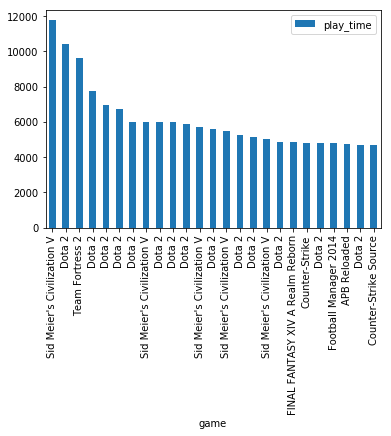 12000
10000
8000
6000
4000
2000
0
play_time
Sid Meier's Civilization V
Dota 2
Team Fortress 2
Dota 2
Dota 2
Dota 2
Dota 2
Sid Meier's Civilization V
Dota 2
Dota 2
Dota 2
Sid Meier's Civilization V
Dota 2
Sid Meier's Civilization V
Dota 2
Dota 2
Sid Meier's Civilization V
Dota 2
FINAL FANTASY XIV A Realm Reborn
Counter-Strike
Dota 2
Football Manager 2014
APB Reloaded
Dota 2
Counter-Strike Source
game